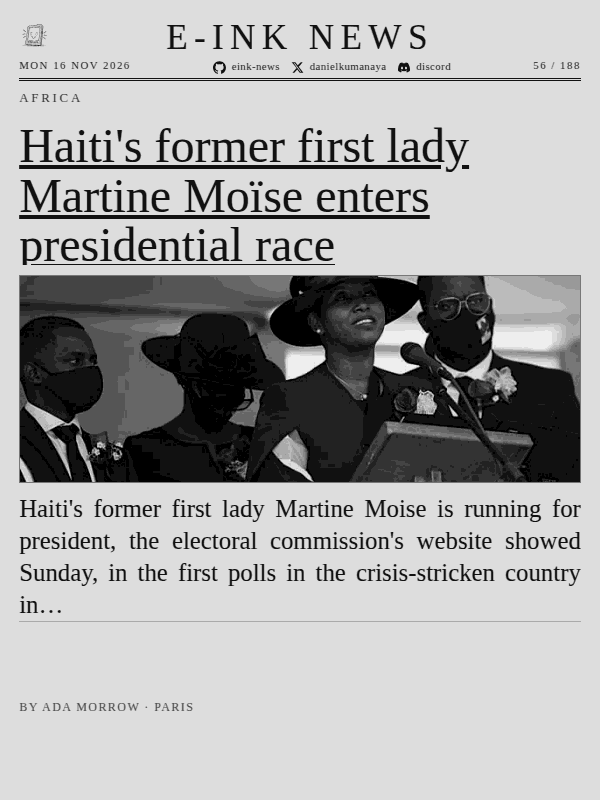 E-INK NEWS
MON 16 NOV 2026
eink-news danielkumanaya discord
56 / 188
AFRICA
Haiti's former first lady
Martine Moïse enters
presidential race
Haiti's former first lady Martine Moise is running for
president, the electoral commission's website showed
Sunday, in the first polls in the crisis-stricken country
in…
BY ADA MORROW · PARIS